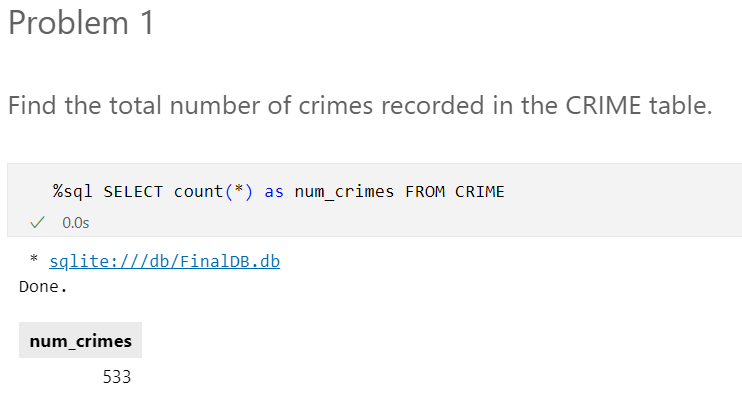 Problem 1
Find the total number of crimes recorded in the CRIME table.
%sql SELECT count(*) as num_crimes FROM CRIME
0.0s
* sqlite:///db/FinalDB.db
Done.
num_crimes
533